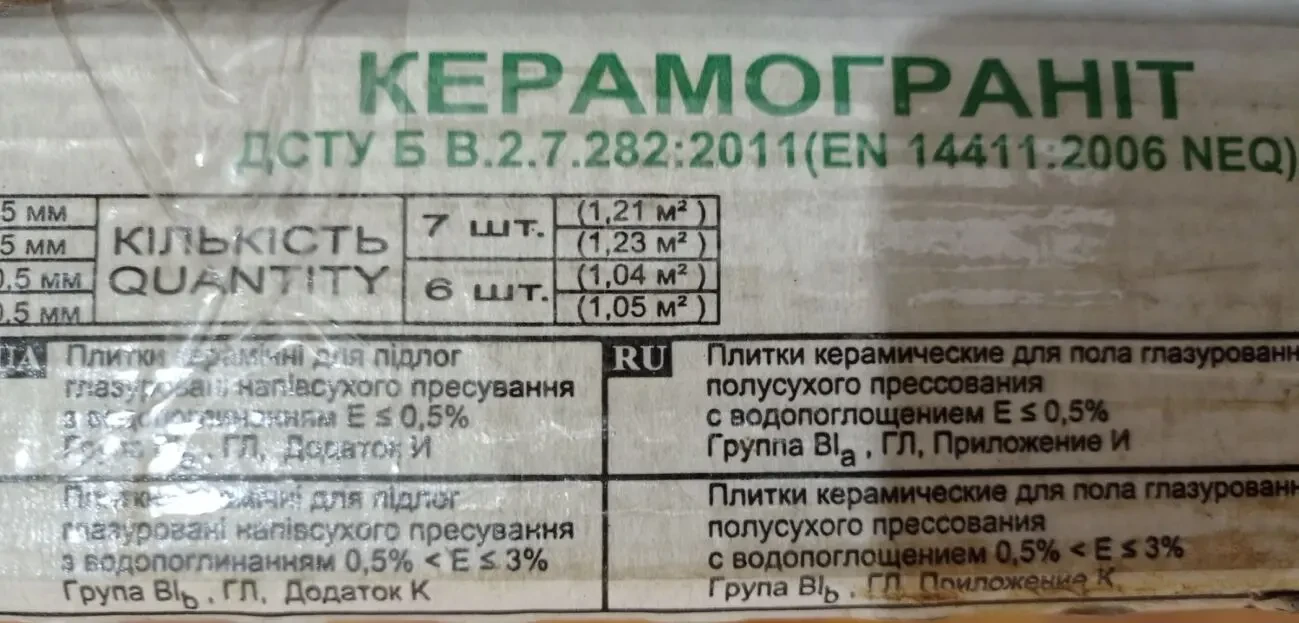 КЕРАМОГРАНІТ
ДСТУ Б В.2.7.282:2011(EN 14411:2006 NEQ)
5 мм
5 мм
0,5 мм
0,5 мм
КІЛЬКІСТЬ
QUANTITY
7 шт.
6 шт.
(1,21 м²)
(1,23 м²)
(1,04 м²)
(1,05 м²)
UA Плитки керамічні для підлог
глазуровані напівсухого пресування
з водопоглинанням E ≤ 0,5%
ГЛ, Додаток И
RU Плитки керамические для пола глазурованн
полусухого прессования
с водопоглощением E ≤ 0,5%
Группа BIa , ГЛ, Приложение И
Плитки керамічні для підлог
глазуровані напівсухого пресування
з водопоглинанням 0,5% < E ≤ 3%
Група BIb , ГЛ, Додаток К
Плитки керамические для пола глазурованн
полусухого прессования
с водопоглощением 0,5% < E ≤ 3%
Група BIb , ГЛ Приложение К